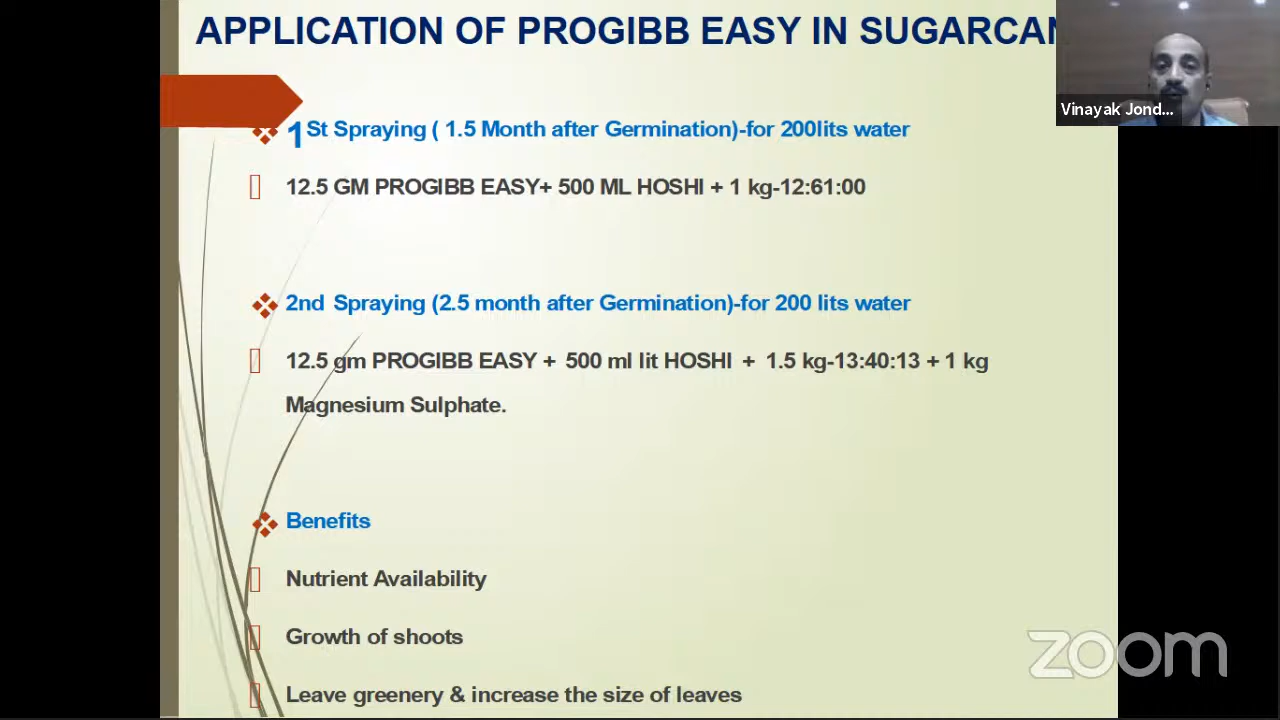 APPLICATION OF PROGIBB EASY IN SUGARCAN
Vinayak Jond...
1St Spraying ( 1.5 Month after Germination)-for 200lits water
12.5 GM PROGIBB EASY+ 500 ML HOSHI + 1 kg-12:61:00
2nd Spraying (2.5 month after Germination)-for 200 lits water
12.5 gm PROGIBB EASY + 500 ml lit HOSHI + 1.5 kg-13:40:13 + 1 kg
Magnesium Sulphate.
Benefits
Nutrient Availability
Growth of shoots
zoom
Leave greenery & increase the size of leaves